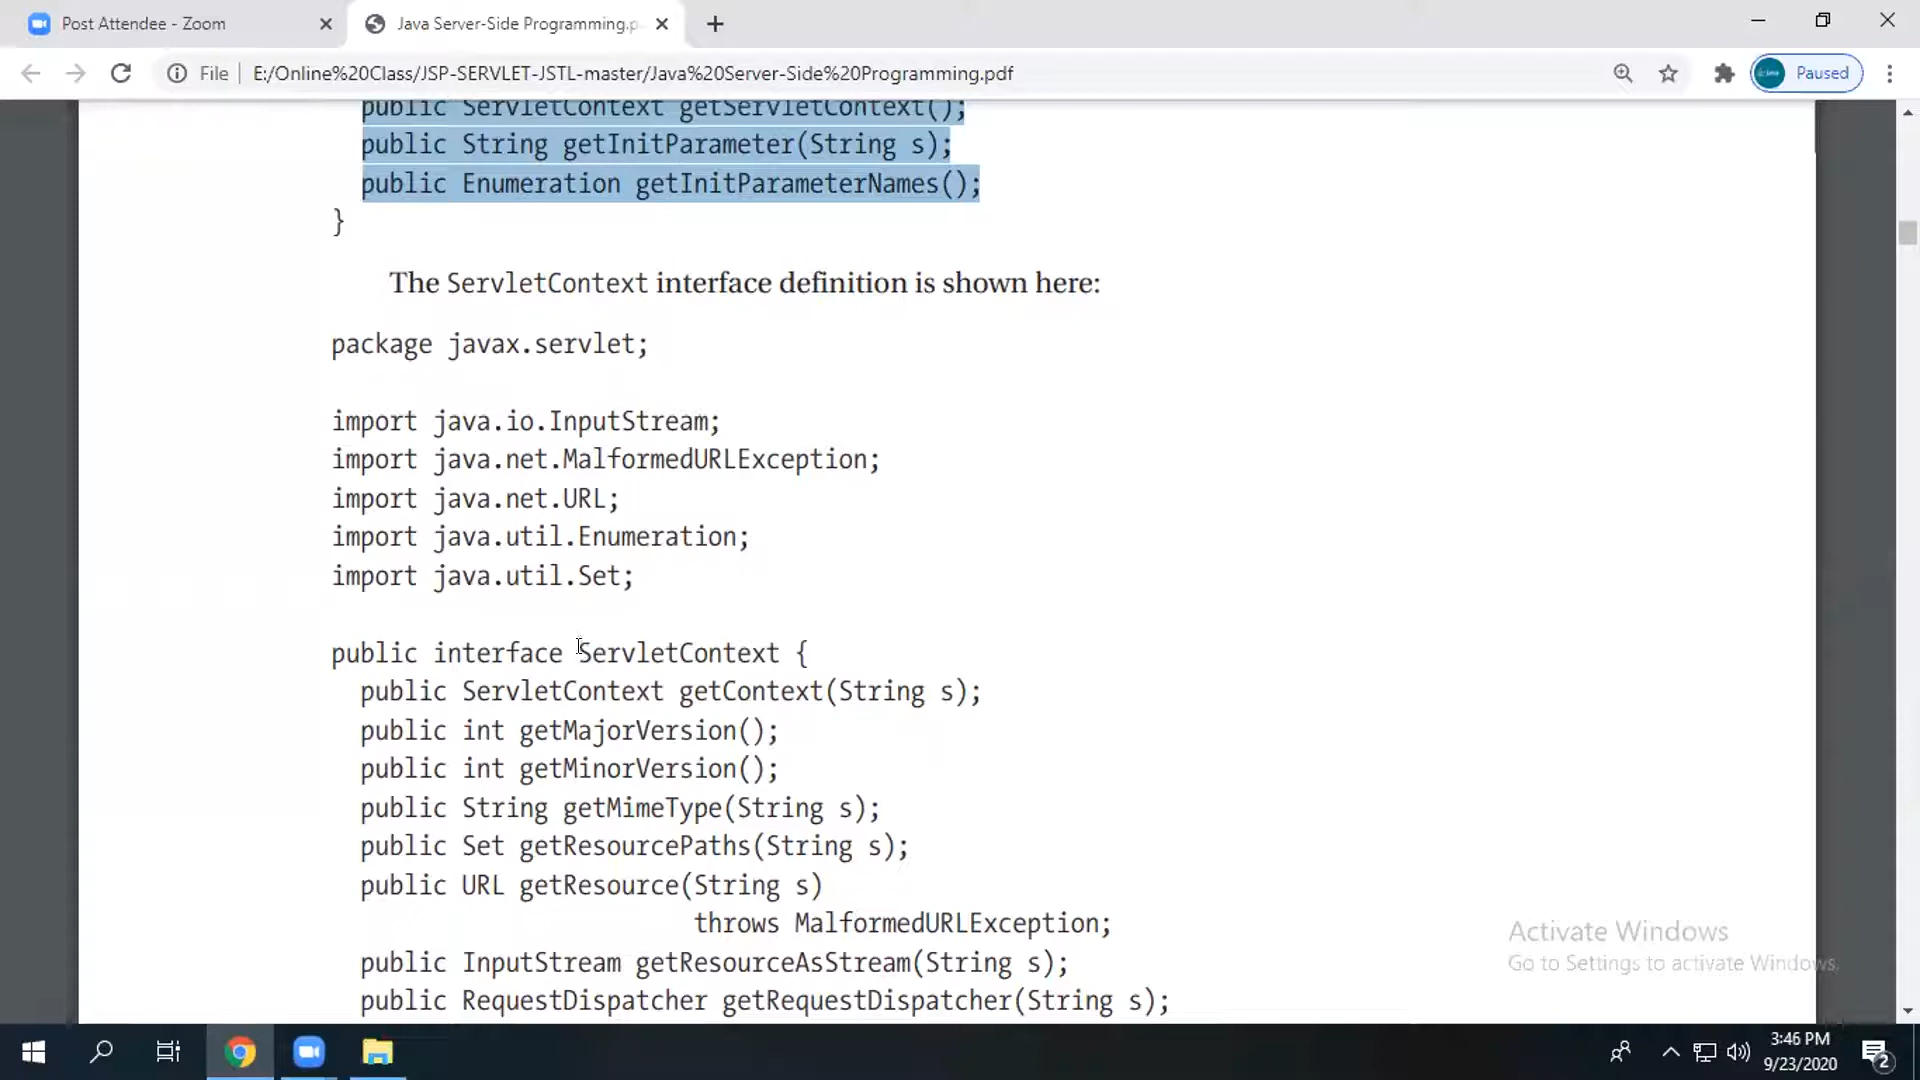 Post Attendee - Zoom
Java Server-Side Programming.p
File
E:/Online%20Class/JSP-SERVLET-JSTL-master/Java%20Server-Side%20Programming.pdf
Paused
public ServletContext getServletContext();
public String getInitParameter(String s);
public Enumeration getInitParameterNames();
}
The ServletContext interface definition is shown here:
package javax.servlet;
import java.io.InputStream;
import java.net.MalformedURLException;
import java.net.URL;
import java.util.Enumeration;
import java.util.Set;
public interface ServletContext {
public ServletContext getContext(String s);
public int getMajorVersion();
public int getMinorVersion();
public String getMimeType(String s);
public Set getResourcePaths(String s);
public URL getResource(String s)
throws MalformedURLException;
public InputStream getResourceAsStream(String s);
public RequestDispatcher getRequestDispatcher(String s);
Activate Windows
Go to Settings to activate Windows.
3:46 PM
9/23/2020
2